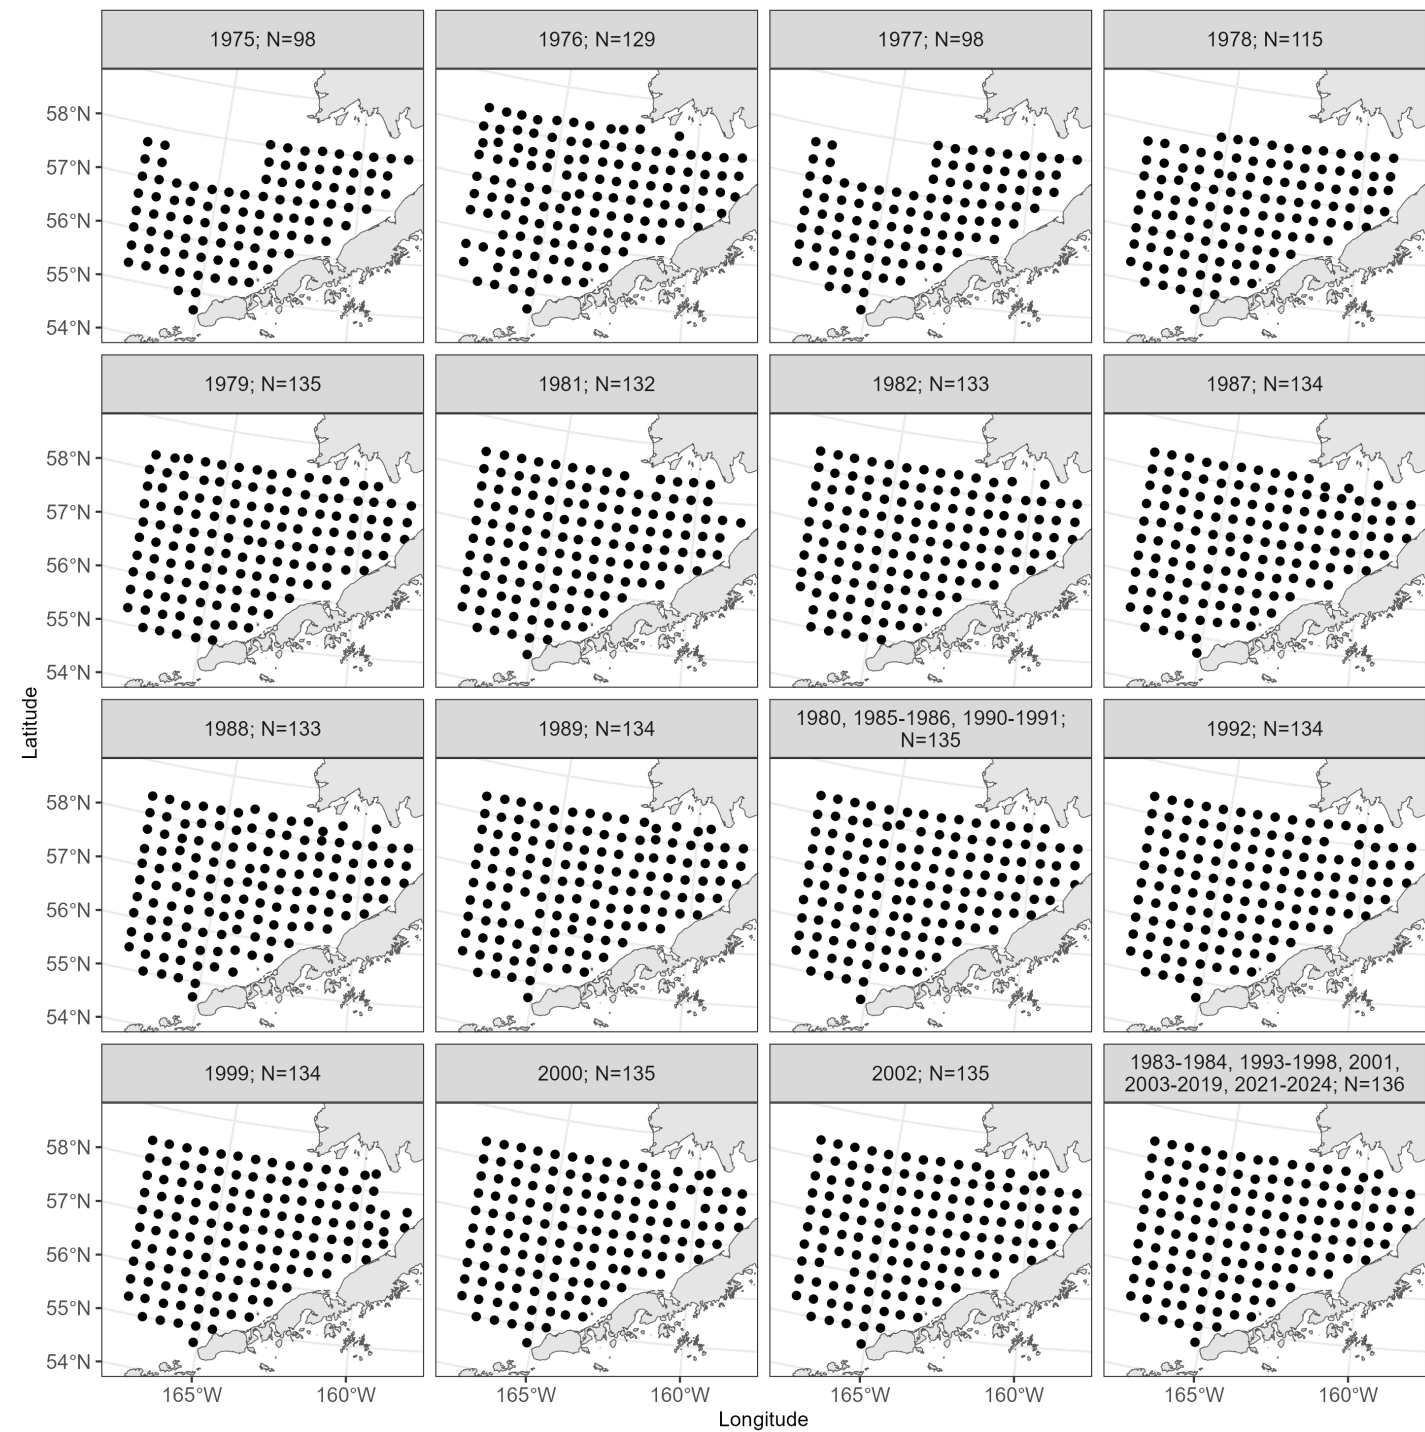 1975; N=98
1976; N=129
1977; N=98
1978; N=115
58°N
57°N
56°N
55°N
54°N
1979; N=135
1981; N=132
1982; N=133
1987; N=134
58°N
57°N
56°N
55°N
54°N
Latitude
1988; N=133
1989; N=134
1980, 1985-1986, 1990-1991;
N=135
1992; N=134
58°N
57°N
56°N
55°N
54°N
1999; N=134
2000; N=135
2002; N=135
1983-1984, 1993-1998, 2001,
2003-2019, 2021-2024; N=136
58°N
57°N
56°N
55°N
54°N
165°W
160°W
165°W
160°W
165°W
160°W
165°W
160°W
Longitude